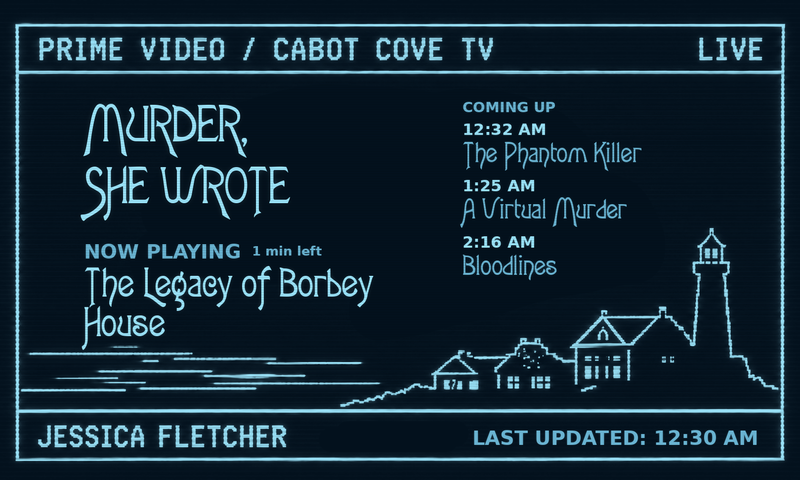 PRIME VIDEO / CABOT COVE TV
LIVE
MURDER,
SHE WROTE
NOW PLAYING 1 min left
The Legacy of Borbey
House
COMING UP
12:32 AM
The Phantom Killer
1:25 AM
A Virtual Murder
2:16 AM
Bloodlines
JESSICA FLETCHER
LAST UPDATED: 12:30 AM